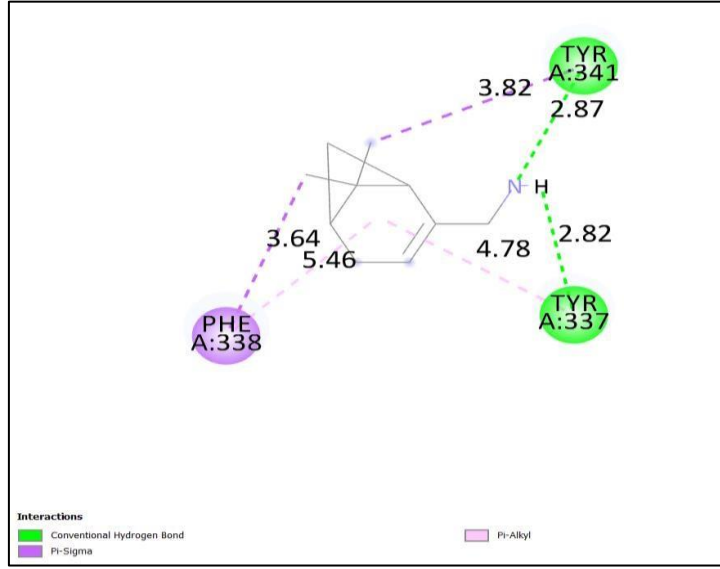 TYR
A:341
3.82
2.87
N H
3.64
5.46
4.78
2.82
TYR
A:337
PHE
A:338
Interactions
Conventional Hydrogen Bond
Pi-Sigma
Pi-Alkyl